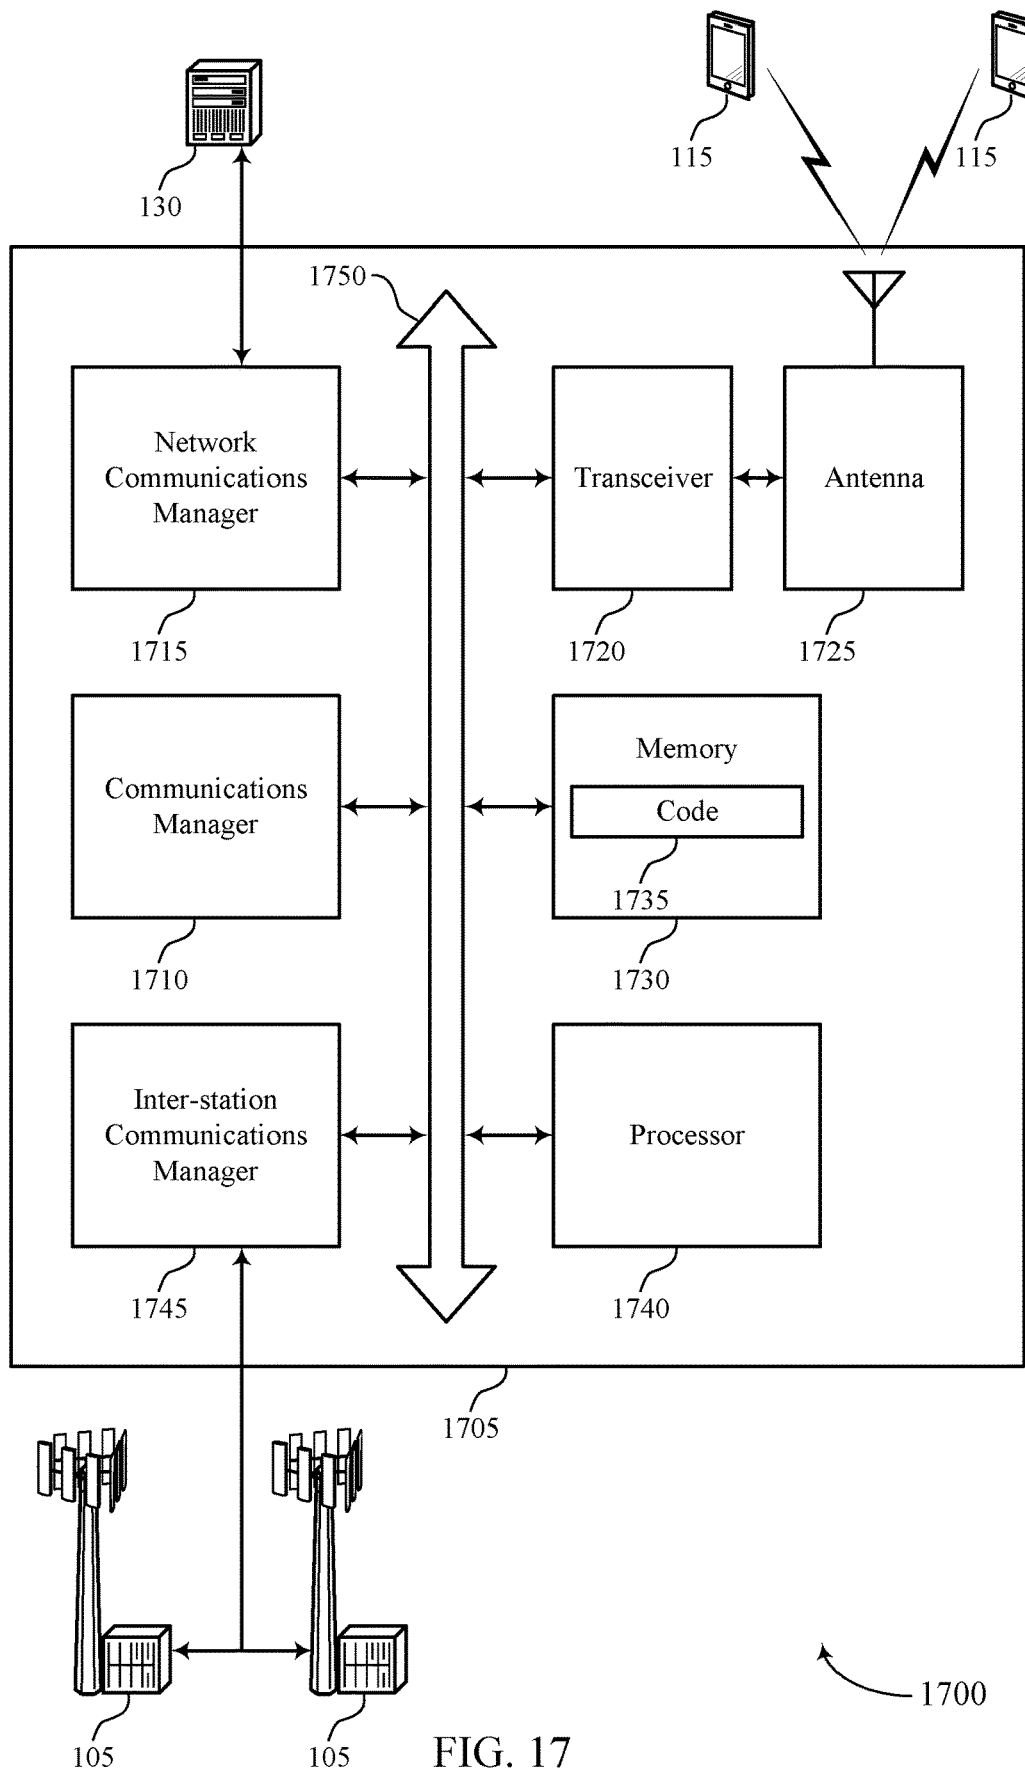 115
115
130
1750
Network
Communications
Manager
Transceiver
Antenna
1715
1720
1725
Communications
Manager
Memory
Code
1735
1710
1730
Inter-station
Communications
Manager
Processor
1745
1740
1705
1700
105
105
FIG. 17